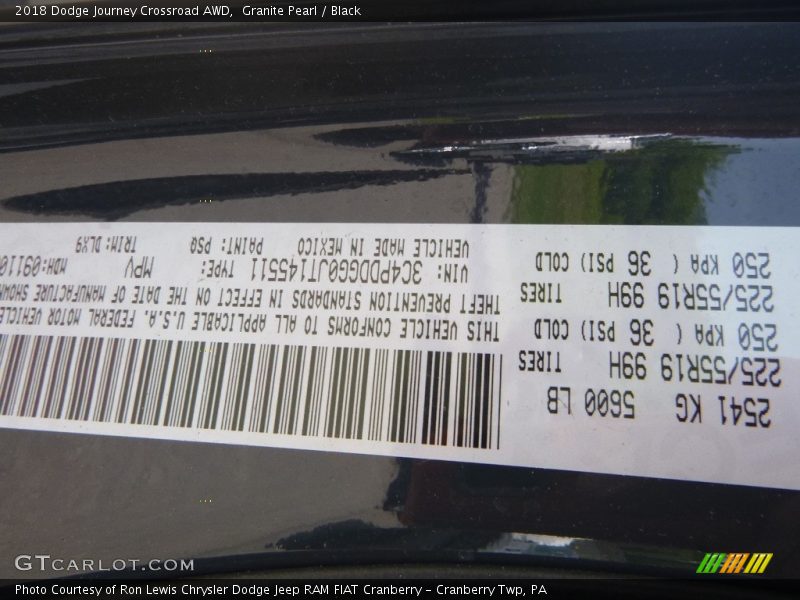 2018 Dodge Journey Crossroad AWD, Granite Pearl / Black
2541 KG 5600 LB
225/55R19 99H TIRES
250 KPA ( 36 PSI) COLD
225/55R19 99H TIRES
250 KPA ( 36 PSI) COLD
THIS VEHICLE CONFORMS TO ALL APPLICABLE U.S.A. FEDERAL MOTOR VEHICLE
THEFT PREVENTION STANDARDS IN EFFECT ON THE DATE OF MANUFACTURE SHOWN
VIN: 3C4PDDGG0JT145511 TYPE: MPV MDH:09110
VEHICLE MADE IN MEXICO PAINT: PSQ TRIM: DLX9
GTCARLOT.COM
Photo Courtesy of Ron Lewis Chrysler Dodge Jeep RAM FIAT Cranberry – Cranberry Twp, PA